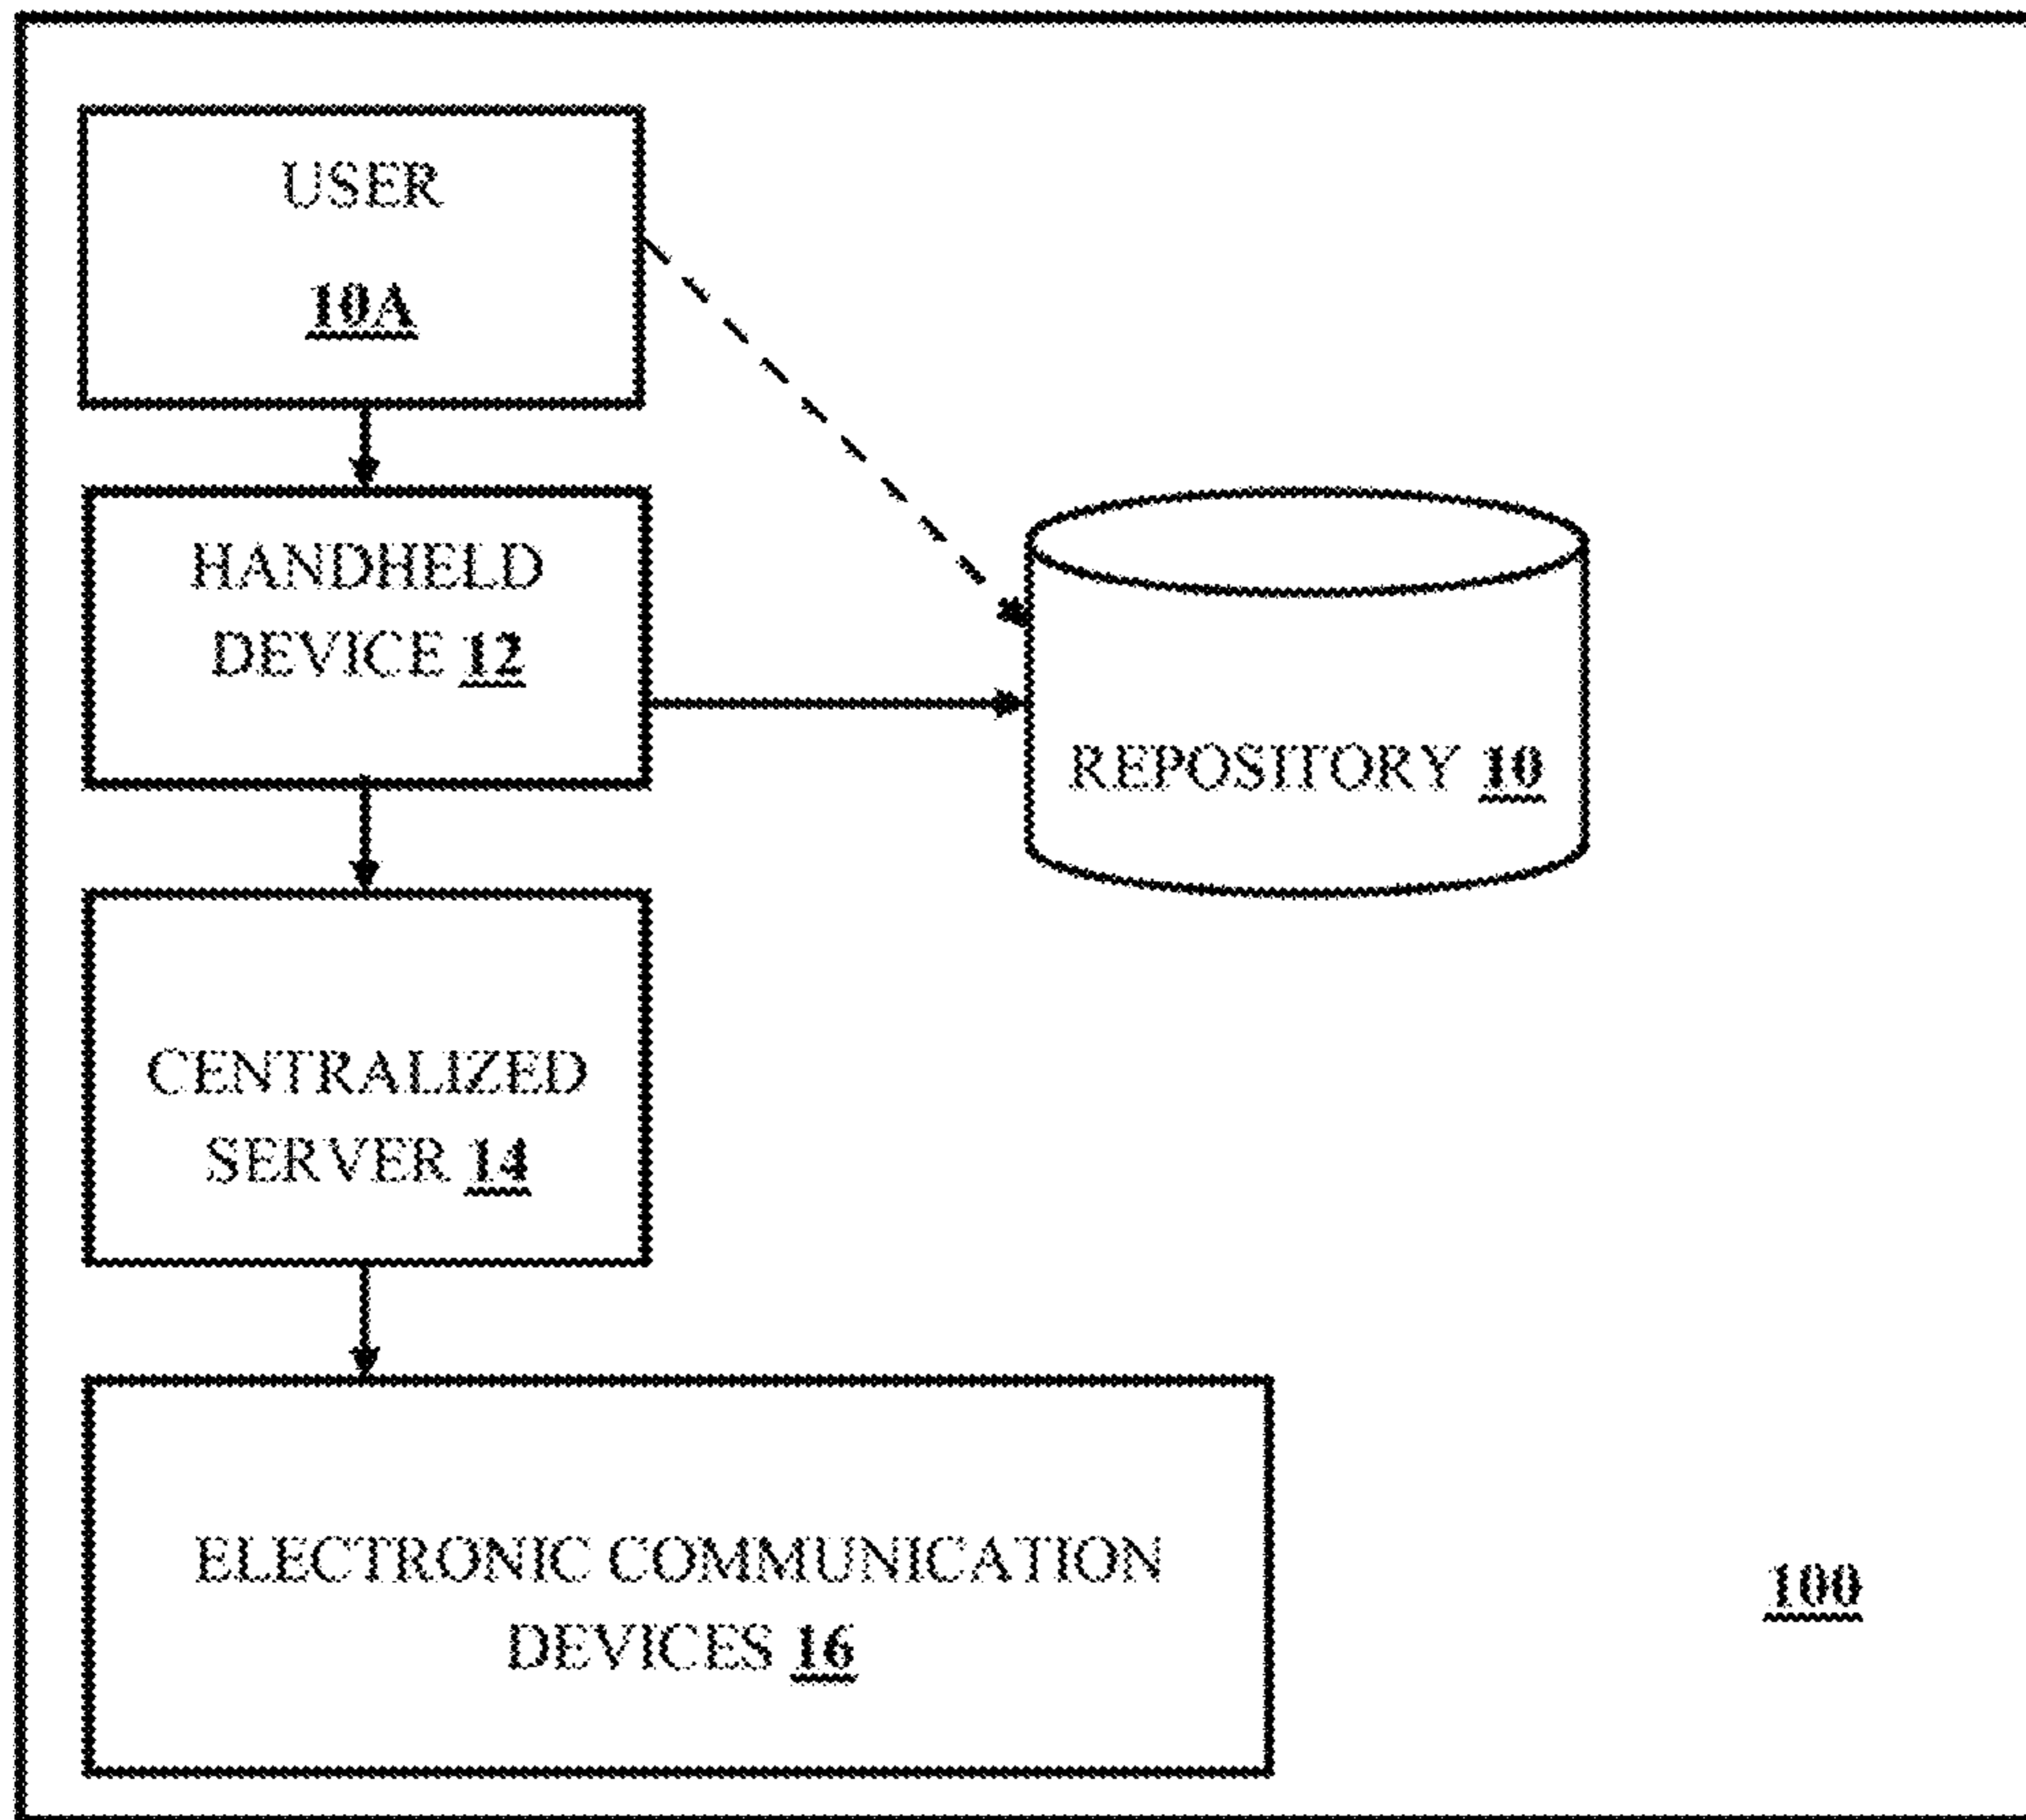 USER
10A
HANDHELD
DEVICE 12
REPOSITORY 10
CENTRALIZED
SERVER 14
ELECTRONIC COMMUNICATION
DEVICES 16
100